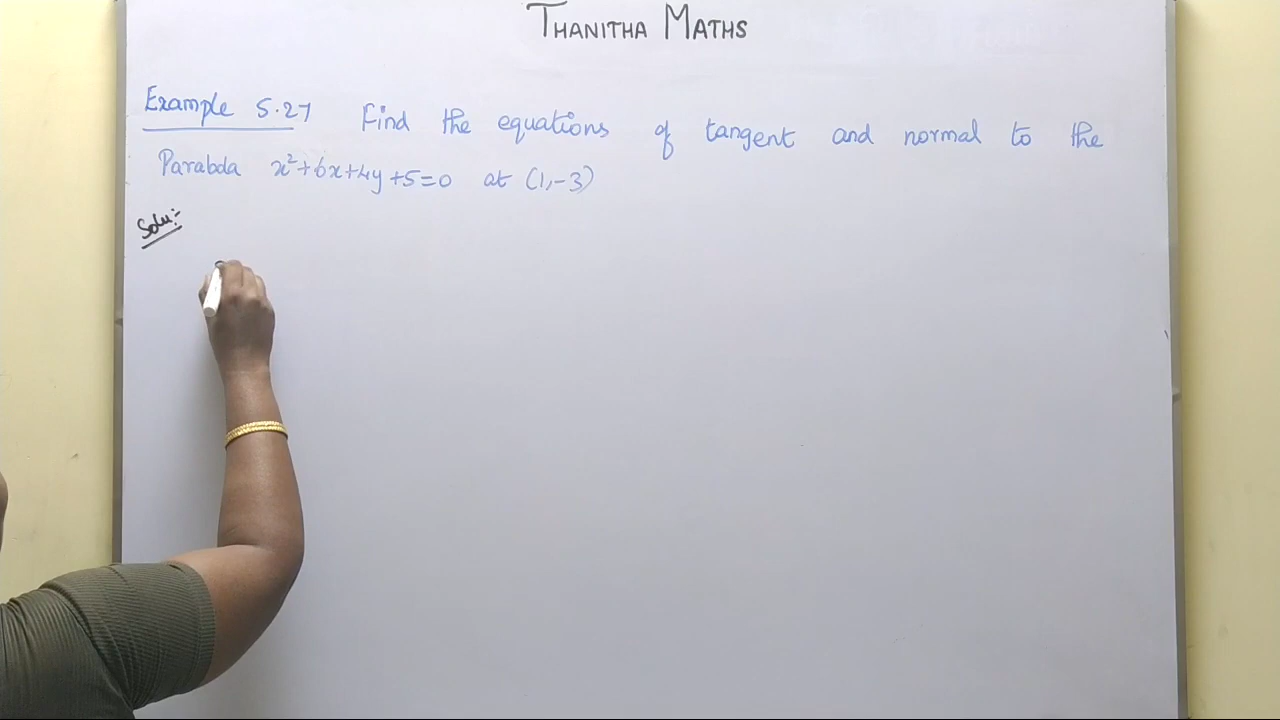 THANITHA MATHS
Example 5.27 Find the equations of tangent and normal to the
Parabola x²+6x+4y+5=0 at (1,-3)
Solu:-